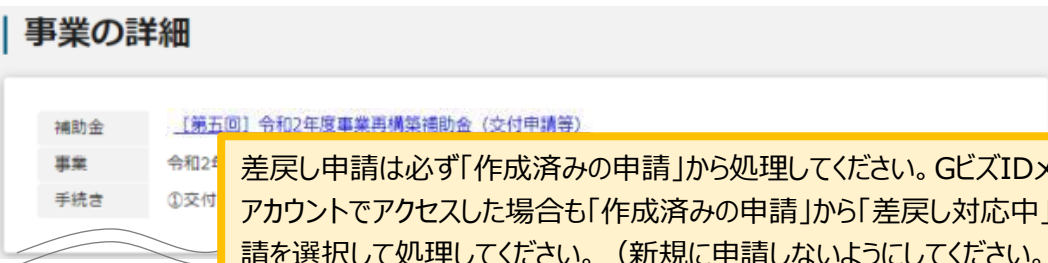 事業の詳細
補助金 [第五回] 令和2年度事業再構築補助金（交付申請等）
事業 令和2年
手続き ①交付
差戻し申請は必ず「作成済みの申請」から処理してください。GビズIDメ
アカウントでアクセスした場合も「作成済みの申請」から「差戻し対応中」
請を選択して処理してください。（新規に申請しないようにしてください。